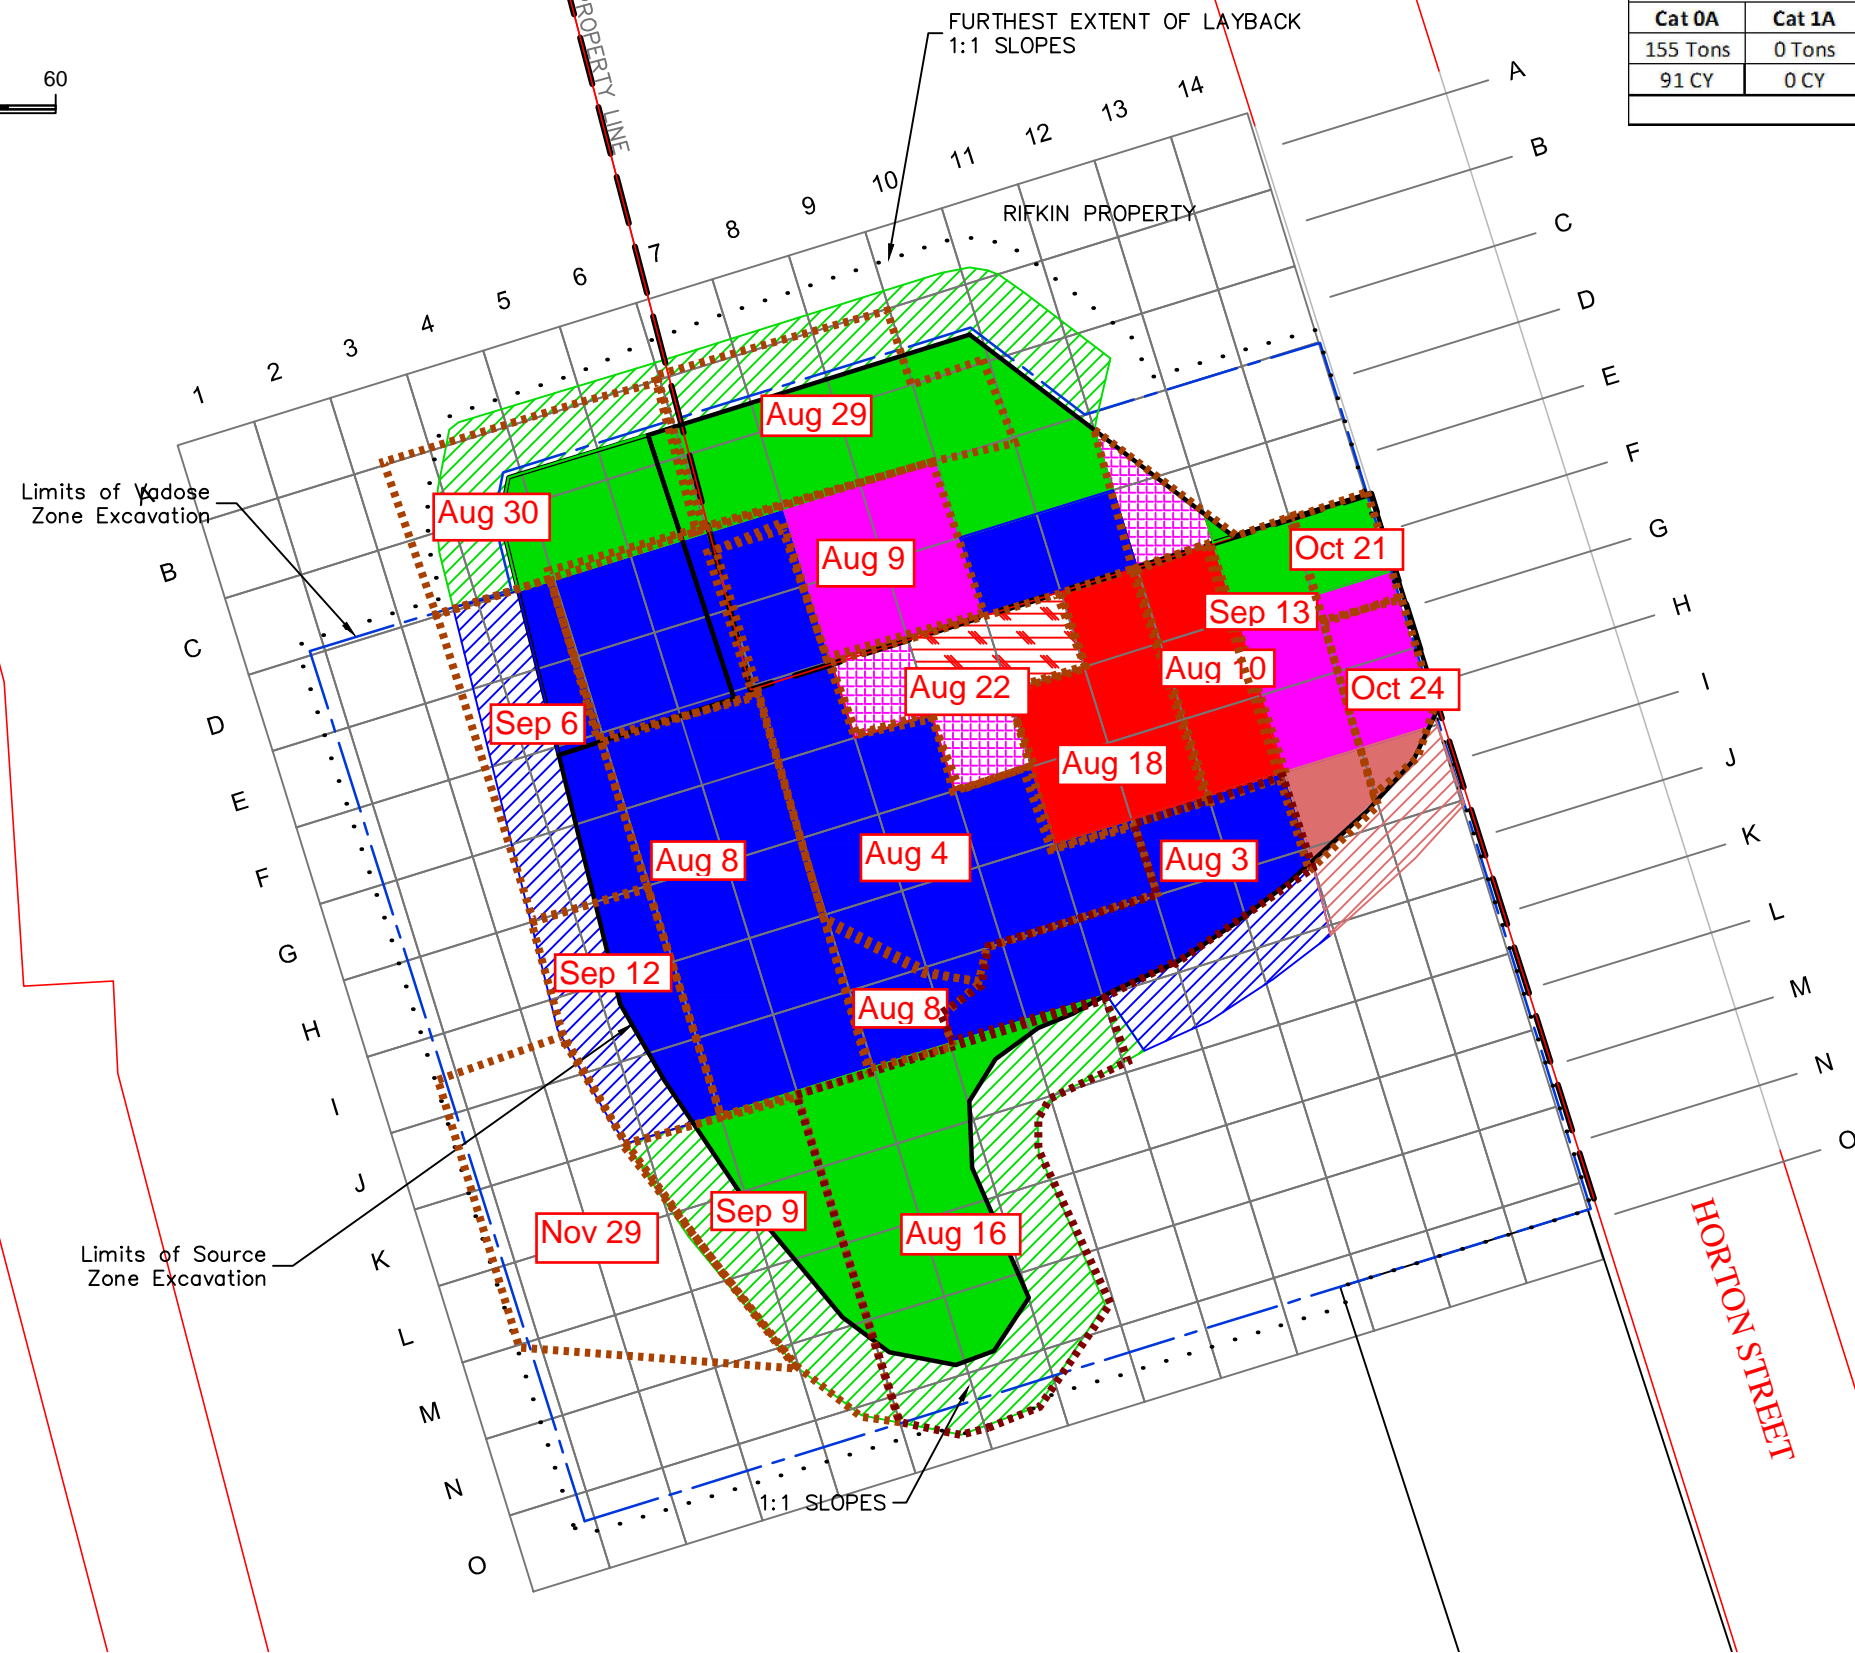 FURTHEST EXTENT OF LAYBACK
1:1 SLOPES
Cat 0A Cat 1A
155 Tons 0 Tons
91 CY 0 CY
60
PROPERTY LINE
RIFKIN PROPERTY
1 2 3 4 5 6 7 8 9 10 11 12 13 14
A
B
C
D
E
F
G
H
I
J
K
L
M
N
O
Limits of Vadose
Zone Excavation
A
B
C
D
E
F
G
H
I
J
K
L
M
N
O
Aug 29
Aug 30
Aug 9
Oct 21
Sep 13
Aug 10
Aug 22
Oct 24
Sep 6
Aug 18
Aug 8
Aug 4
Aug 3
Sep 12
Aug 8
Sep 9
Aug 16
Nov 29
Limits of Source
Zone Excavation
1:1 SLOPES
HORTON STREET